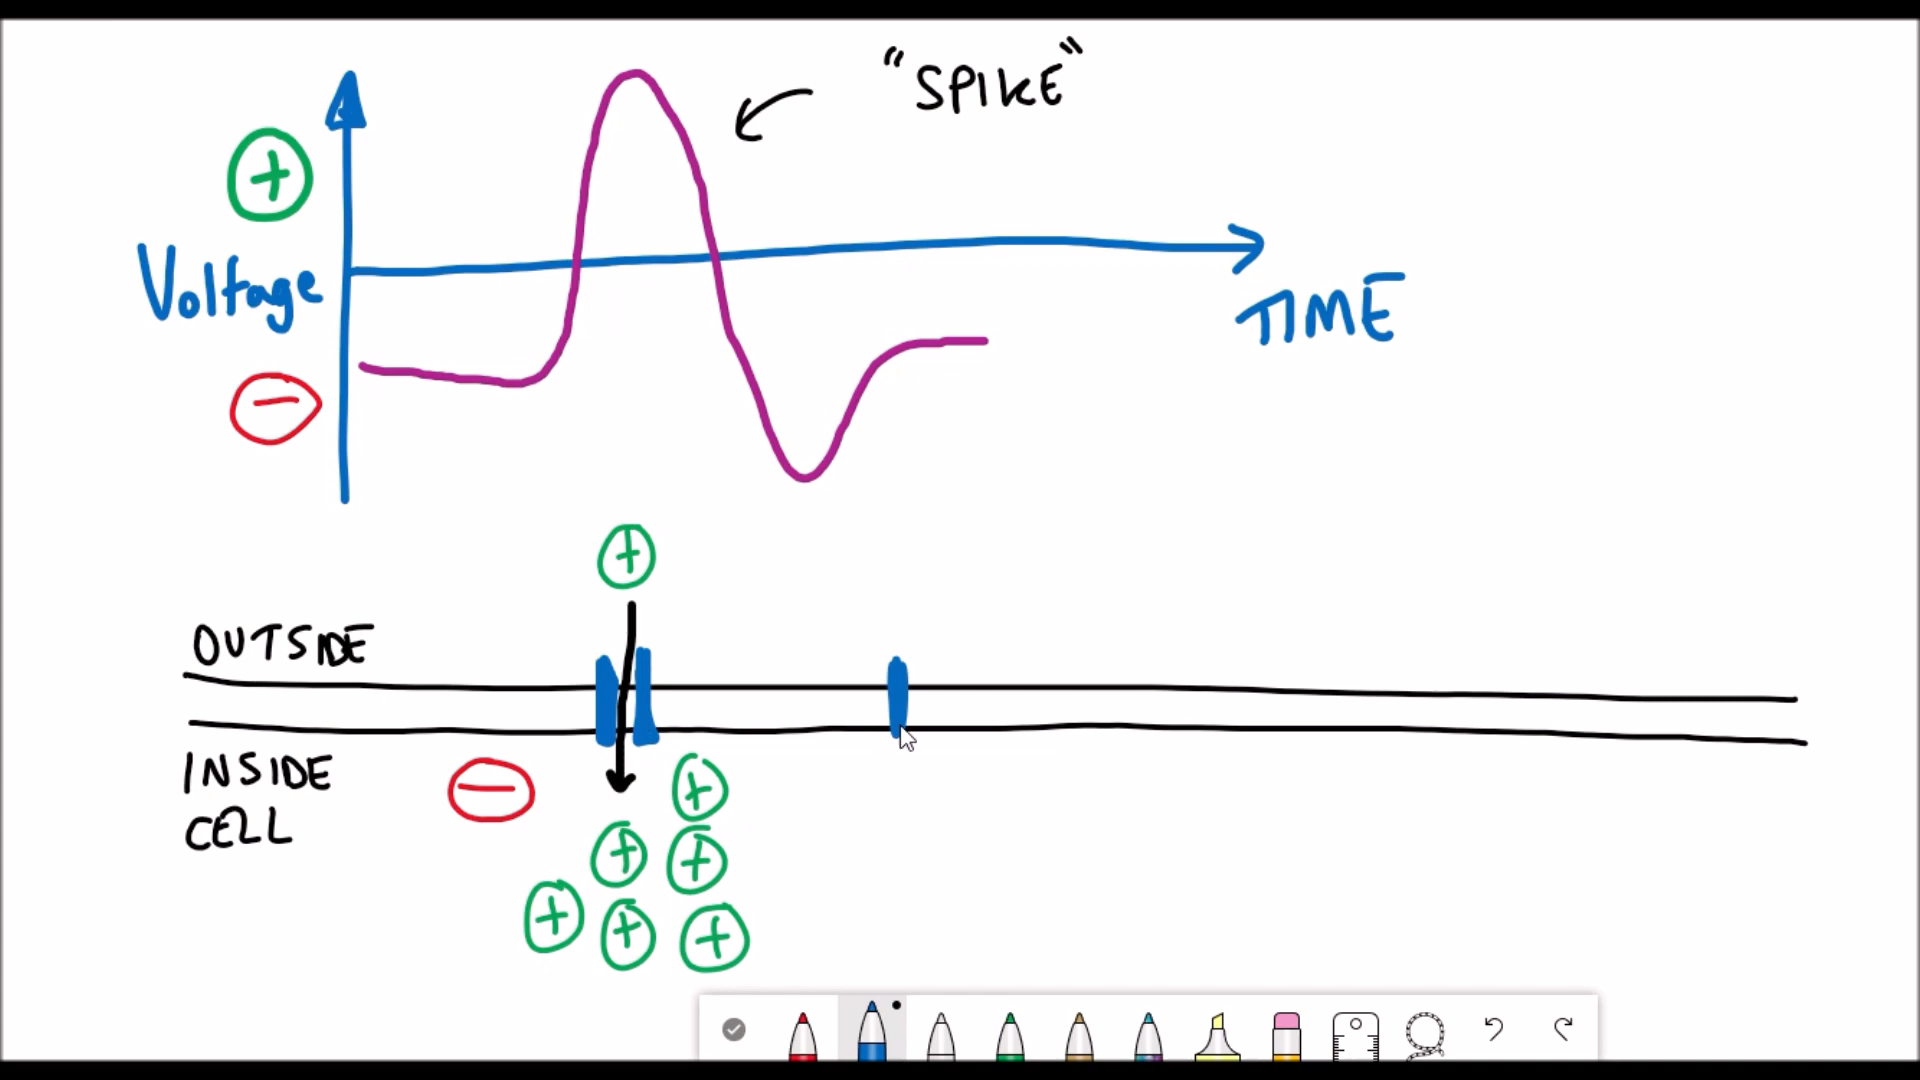 "SPIKE"
+
Voltage
−
TIME
+
OUTSIDE
INSIDE
CELL
−
+
+ +
+ + +